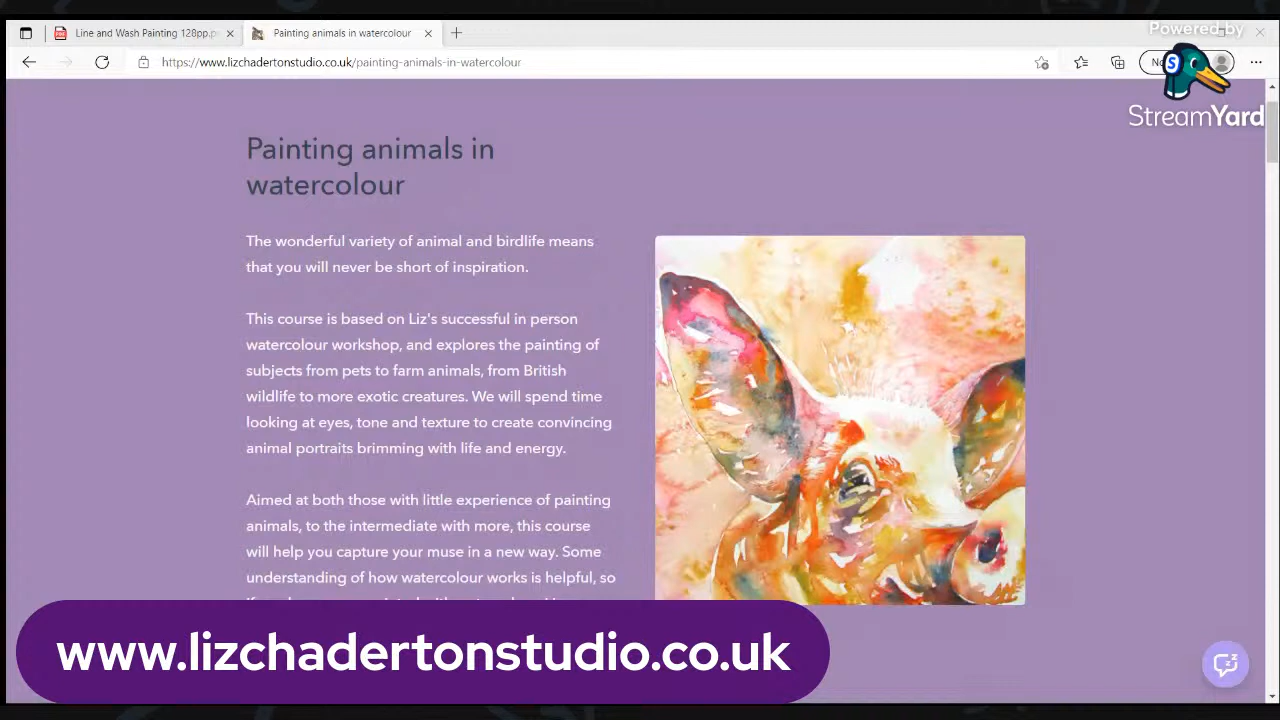 Line and Wash Painting 128pp.p
Painting animals in watercolour
Powered by
https://www.lizchadertonstudio.co.uk/painting-animals-in-watercolour
StreamYard
Painting animals in
watercolour
The wonderful variety of animal and birdlife means
that you will never be short of inspiration.
This course is based on Liz's successful in person
watercolour workshop, and explores the painting of
subjects from pets to farm animals, from British
wildlife to more exotic creatures. We will spend time
looking at eyes, tone and texture to create convincing
animal portraits brimming with life and energy.
Aimed at both those with little experience of painting
animals, to the intermediate with more, this course
will help you capture your muse in a new way. Some
understanding of how watercolour works is helpful, so
www.lizchadertonstudio.co.uk